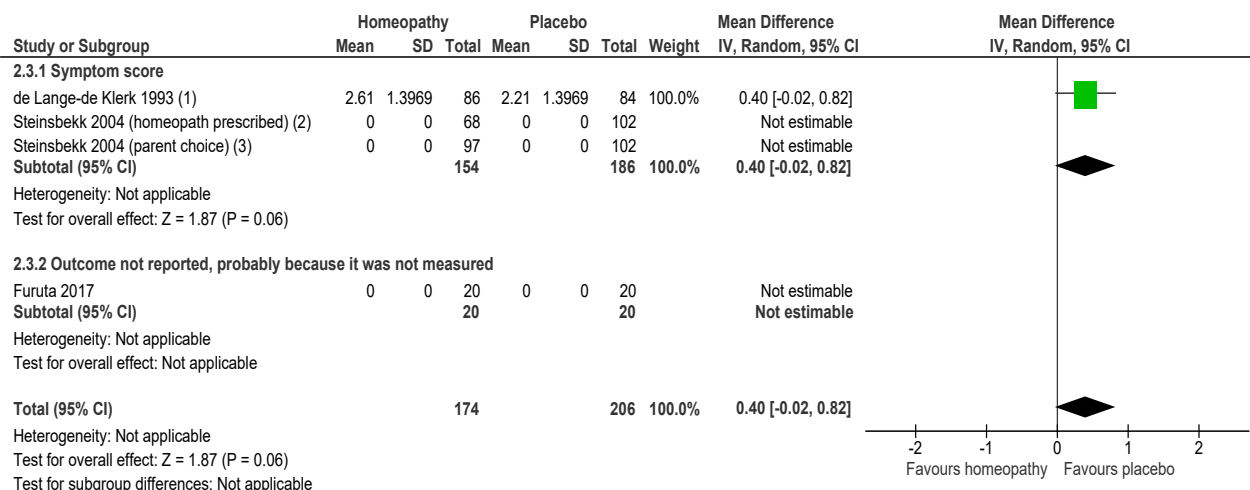 Homeopathy Placebo Mean Difference Mean Difference
Study or Subgroup Mean SD Total Mean SD Total Weight IV, Random, 95% CI IV, Random, 95% CI
2.3.1 Symptom score
de Lange-de Klerk 1993 (1) 2.61 1.3969 86 2.21 1.3969 84 100.0% 0.40 [-0.02, 0.82]
Steinsbekk 2004 (homeopath prescribed) (2) 0 0 68 0 0 102 Not estimable
Steinsbekk 2004 (parent choice) (3) 0 0 97 0 0 102 Not estimable
Subtotal (95% CI) 154 186 100.0% 0.40 [-0.02, 0.82]
Heterogeneity: Not applicable
Test for overall effect: Z = 1.87 (P = 0.06)
2.3.2 Outcome not reported, probably because it was not measured
Furuta 2017 0 0 20 0 0 20 Not estimable
Subtotal (95% CI) 20 20 Not estimable
Heterogeneity: Not applicable
Test for overall effect: Not applicable
Total (95% CI) 174 206 100.0% 0.40 [-0.02, 0.82]
Heterogeneity: Not applicable
Test for overall effect: Z = 1.87 (P = 0.06)
Test for subgroup differences: Not applicable
-2 -1 0 1 2
Favours homeopathy Favours placebo